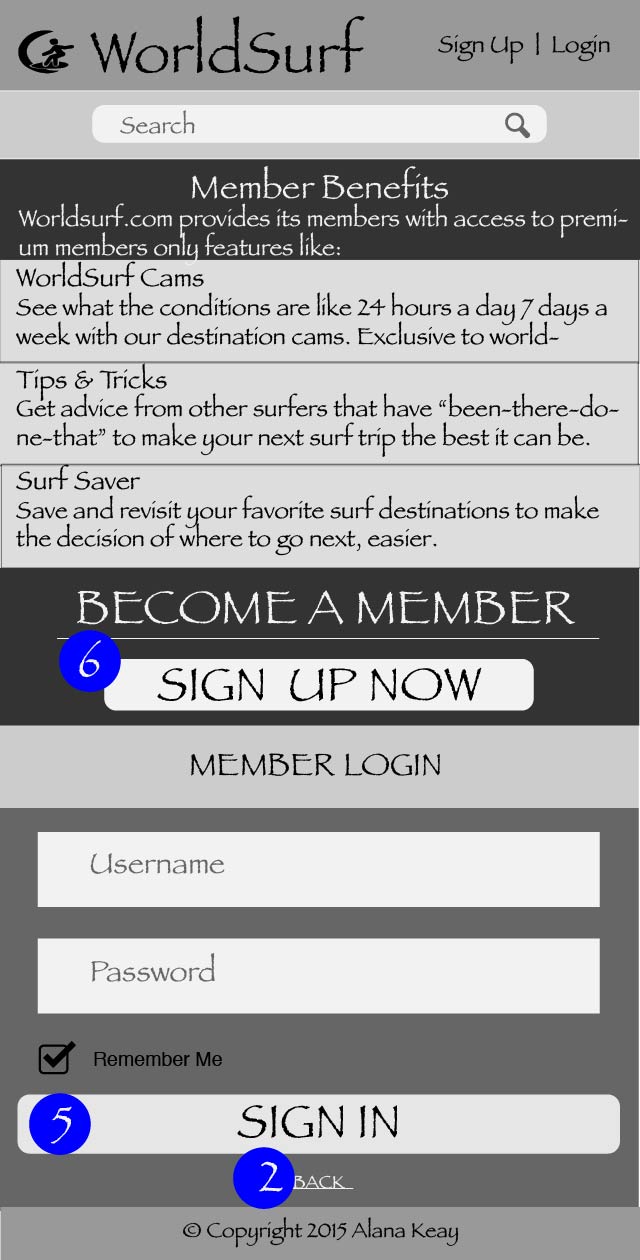 WorldSurf
Sign Up | Login
Search
Member Benefits
Worldsurf.com provides its members with access to premi-
um members only features like:
WorldSurf Cams
See what the conditions are like 24 hours a day 7 days a
week with our destination cams. Exclusive to world-
Tips & Tricks
Get advice from other surfers that have “been-there-do-
ne-that” to make your next surf trip the best it can be.
Surf Saver
Save and revisit your favorite surf destinations to make
the decision of where to go next, easier.
BECOME A MEMBER
6
SIGN UP NOW
MEMBER LOGIN
Username
Password
Remember Me
5 SIGN IN
2 BACK
© Copyright 2015 Alana Keay